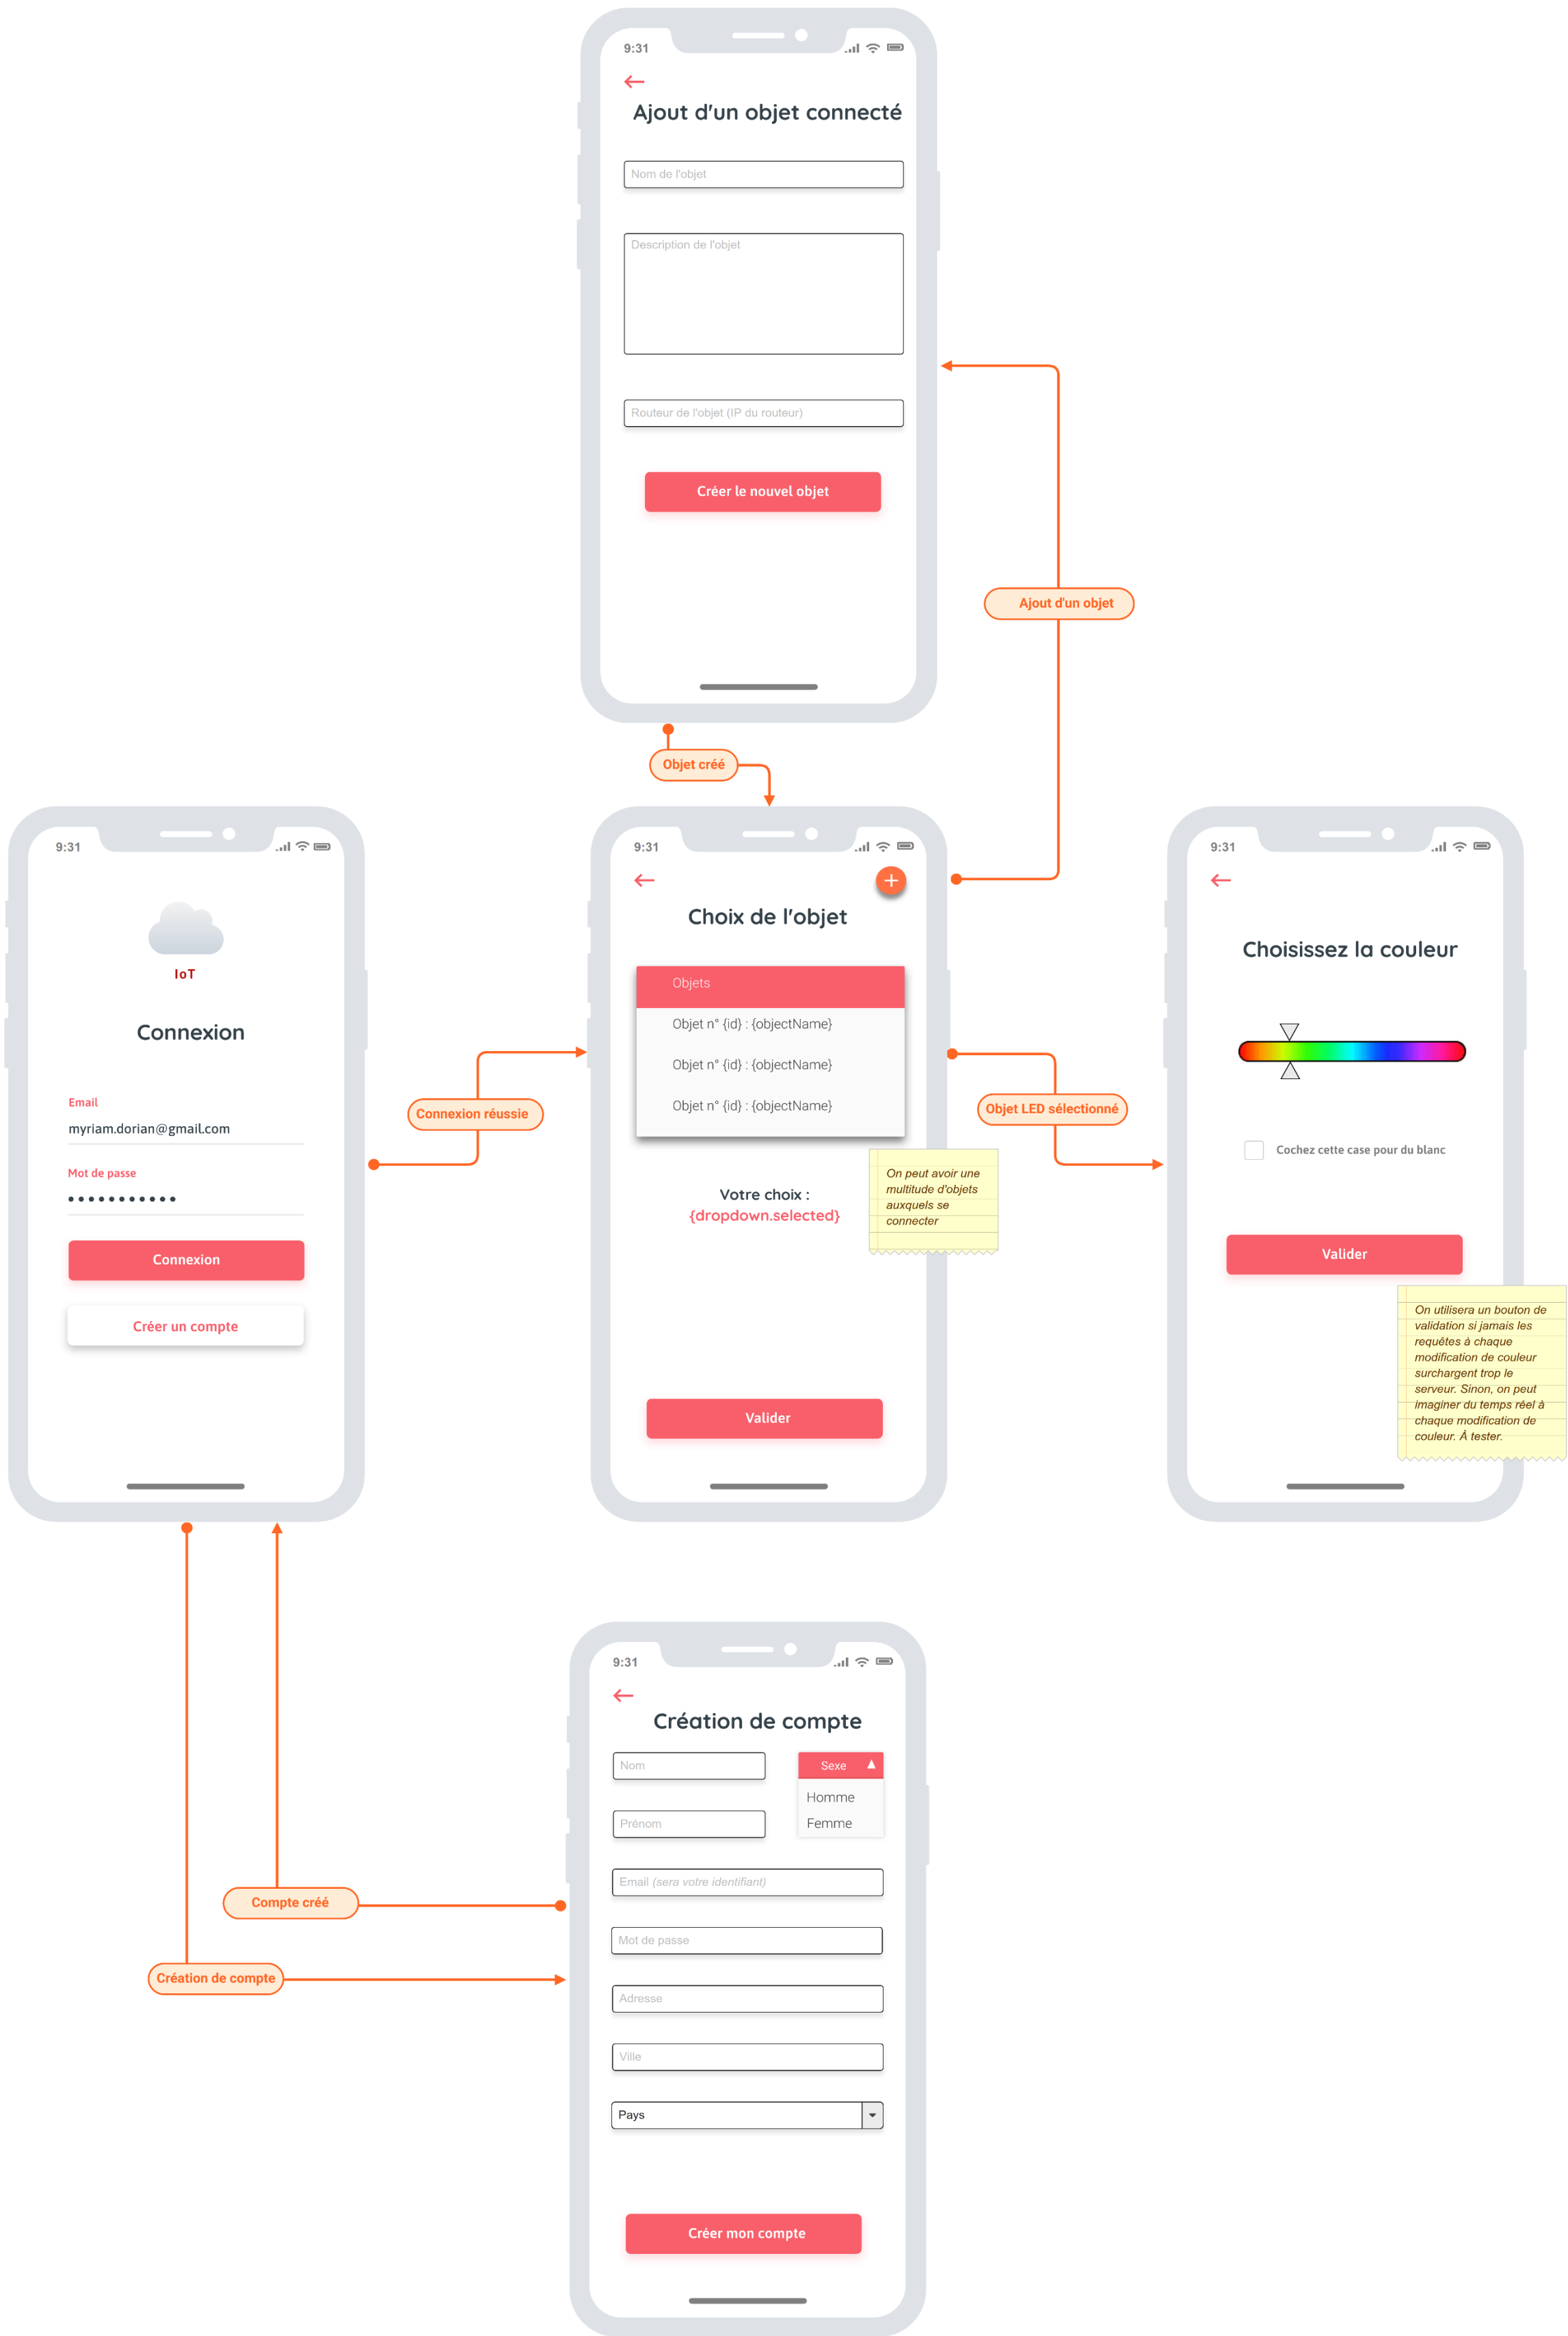 9:31
Ajout d'un objet connecté
Nom de l'objet
Description de l'objet
Routeur de l'objet (IP du routeur)
Créer le nouvel objet
Ajout d'un objet
Objet créé
9:31
IoT
Connexion
Email
myriam.dorian@gmail.com
Mot de passe
Connexion
Créer un compte
Connexion réussie
9:31
Choix de l'objet
Objets
Objet n° {id} : {objectName}
Objet n° {id} : {objectName}
Objet n° {id} : {objectName}
On peut avoir une
multitude d'objets
auxquels se
connecter
Votre choix :
{dropdown.selected}
Valider
Objet LED sélectionné
9:31
Choisissez la couleur
Cochez cette case pour du blanc
Valider
On utilisera un bouton de
validation si jamais les
requêtes à chaque
modification de couleur
surchargent trop le
serveur. Sinon, on peut
imaginer du temps réel à
chaque modification de
couleur. À tester.
Compte créé
Création de compte
9:31
Création de compte
Nom
Sexe
Homme
Femme
Prénom
Email (sera votre identifiant)
Mot de passe
Adresse
Ville
Pays
Créer mon compte